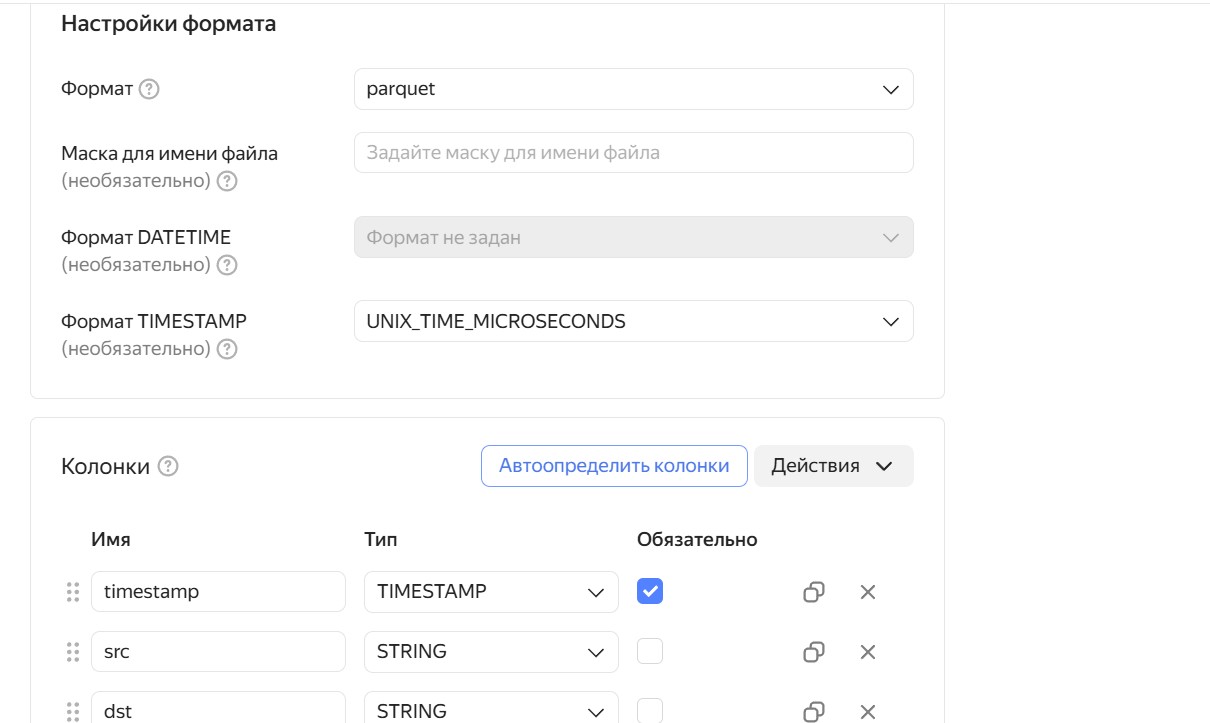 Настройки формата
Формат ?
parquet
Маска для имени файла
(необязательно) ?
Задайте маску для имени файла
Формат DATETIME
(необязательно) ?
Формат не задан
Формат TIMESTAMP
(необязательно) ?
UNIX_TIME_MICROSECONDS
Колонки ?
Автоопределить колонки
Действия
Имя Тип Обязательно
timestamp TIMESTAMP
src STRING
dst STRING